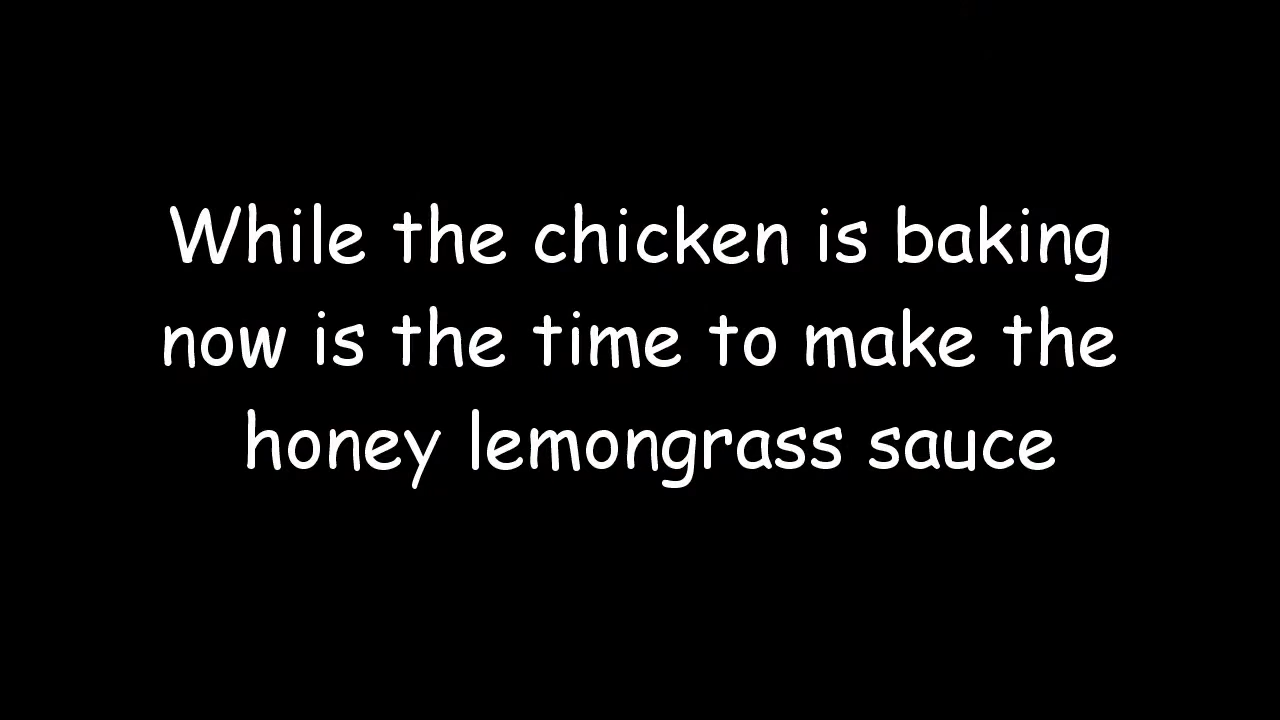 While the chicken is baking
now is the time to make the
honey lemongrass sauce